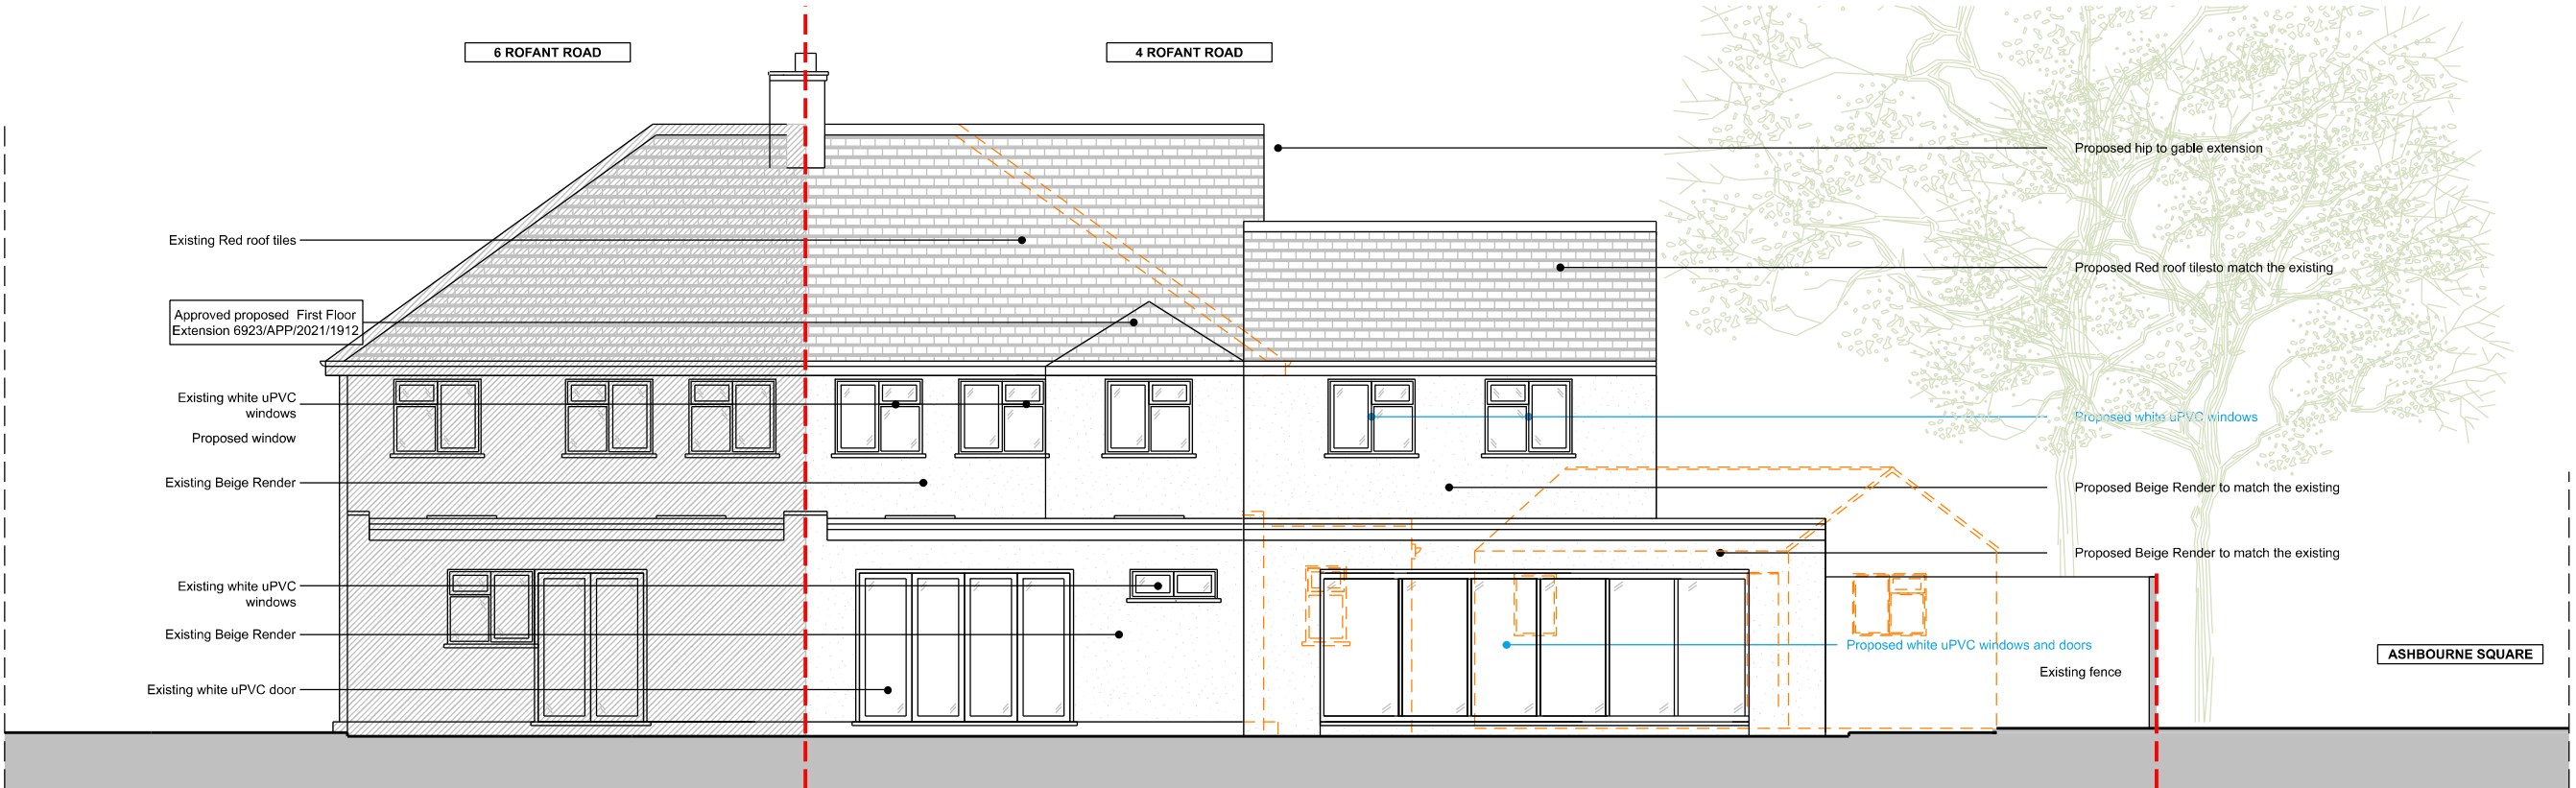 6 ROFANT ROAD
4 ROFANT ROAD
Proposed hip to gable extension
Existing Red roof tiles
Proposed Red roof tilesto match the existing
Approved proposed First Floor
Extension 6923/APP/2021/1912
Existing white uPVC
windows
Proposed window
Proposed white uPVC windows
Existing Beige Render
Proposed Beige Render to match the existing
Proposed Beige Render to match the existing
Existing white uPVC
windows
Existing Beige Render
Proposed white uPVC windows and doors
ASHBOURNE SQUARE
Existing fence
Existing white uPVC door